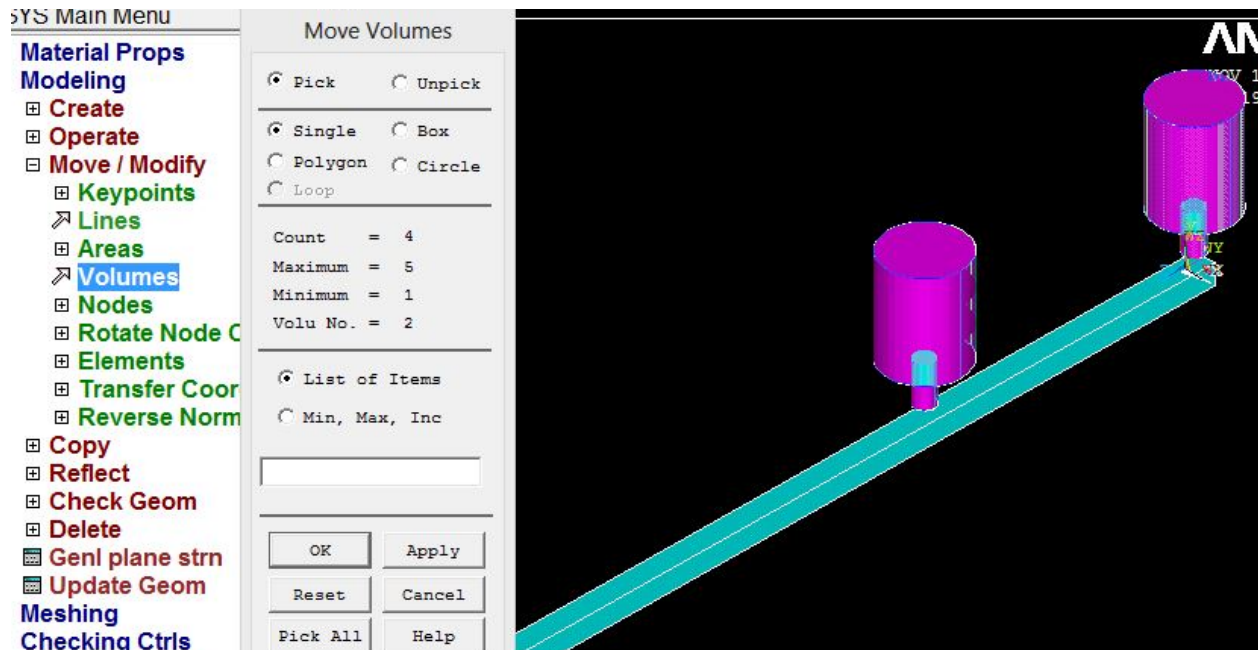 SYS Main Menu
Material Props
Modeling
Create
Operate
Move / Modify
Keypoints
Lines
Areas
Volumes
Nodes
Rotate Node C
Elements
Transfer Coor
Reverse Norm
Copy
Reflect
Check Geom
Delete
Genl plane strn
Update Geom
Meshing
Checking Ctrls
Move Volumes
Pick Unpick
Single Box
Polygon Circle
Loop
Count = 4
Maximum = 5
Minimum = 1
Volu No. = 2
List of Items
Min, Max, Inc
OK Apply
Reset Cancel
Pick All Help
AN